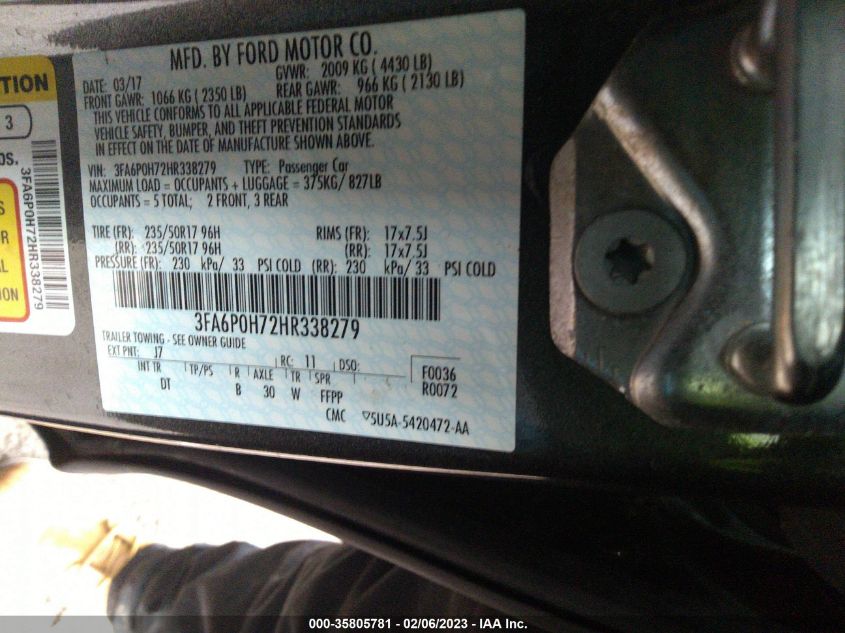 MFD. BY FORD MOTOR CO.
DATE: 03/17 GVWR: 2009 KG ( 4430 LB)
FRONT GAWR: 1066 KG ( 2350 LB) REAR GAWR: 966 KG ( 2130 LB)
THIS VEHICLE CONFORMS TO ALL APPLICABLE FEDERAL MOTOR
VEHICLE SAFETY, BUMPER, AND THEFT PREVENTION STANDARDS
IN EFFECT ON THE DATE OF MANUFACTURE SHOWN ABOVE.
VIN: 3FA6P0H72HR338279 TYPE: Passenger Car
MAXIMUM LOAD = OCCUPANTS + LUGGAGE = 375KG/ 827LB
OCCUPANTS = 5 TOTAL; 2 FRONT, 3 REAR
TIRE (FR): 235/50R17 96H RIMS (FR): 17x7.5J
(RR): 235/50R17 96H (RR): 17x7.5J
PRESSURE (FR): 230 kPa/ 33 PSI COLD (RR): 230 kPa/ 33 PSI COLD
3FA6P0H72HR338279
TRAILER TOWING - SEE OWNER GUIDE
EXT PNT: J7 RC: 11 DSO: F0036
INT TR TP/PS R AXLE TR SPR R0072
DT B 30 W FFPP
CMC 5U5A-5420472-AA
TION
3
OS.
3FA6P0H72HR338279
S
R
AL
ION
000-35805781 - 02/06/2023 - IAA Inc.